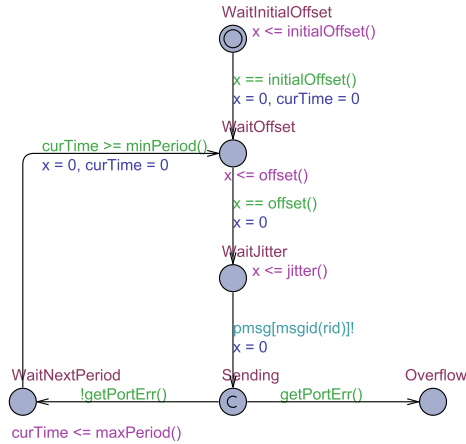 WaitInitialOffset
x <= initialOffset()
x == initialOffset()
x = 0, curTime = 0
WaitOffset
curTime >= minPeriod()
x = 0, curTime = 0
x <= offset()
x == offset()
x = 0
WaitJitter
x <= jitter()
pmsg[msgid(rid)]!
x = 0
WaitNextPeriod
Sending
Overflow
!getPortErr()
C
getPortErr()
curTime <= maxPeriod()